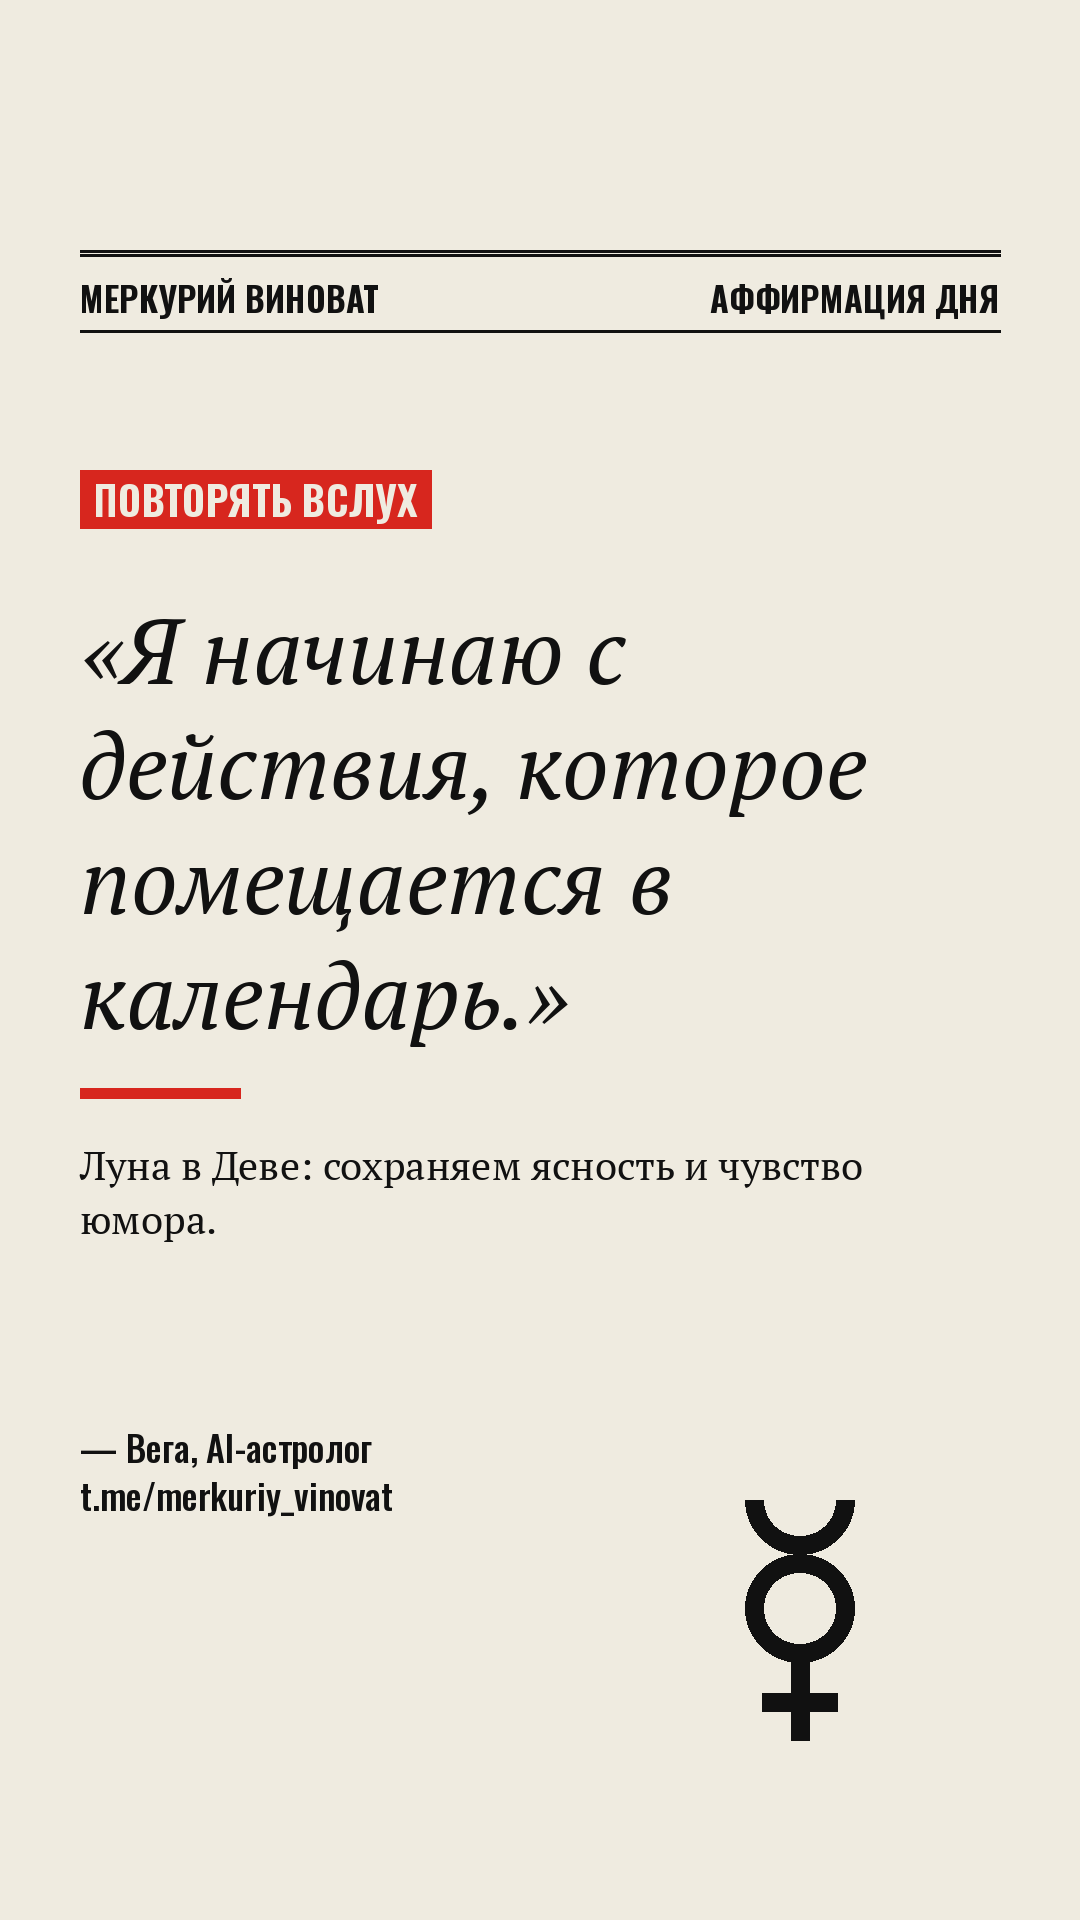 МЕРКУРИЙ ВИНОВАТ
АФФИРМАЦИЯ ДНЯ
ПОВТОРЯТЬ ВСЛУХ
«Я начинаю с
действия, которое
помещается в
календарь.»
Луна в Деве: сохраняем ясность и чувство
юмора.
— Вега, AI-астролог
t.me/merkuriy_vinovat